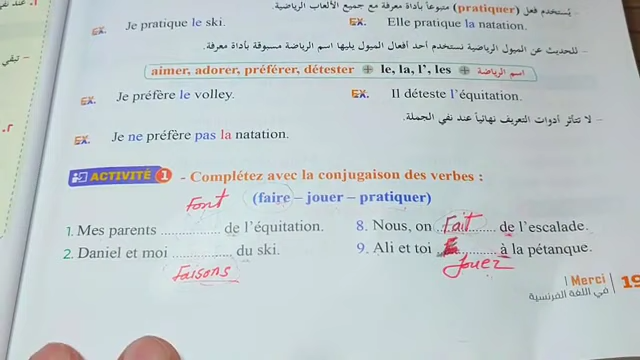 – يُستخدم فعل (pratiquer) متبوعاً بأداة معرفة مع جميع الألعاب الرياضية.
Ex. Je pratique le ski. Ex. Elle pratique la natation.
– للتحدث عن الميول الرياضية نستخدم أحد أفعال الميول يليها اسم الرياضة مسبوقة بأداة معرفة.
aimer, adorer, préférer, détester + le, la, l', les + اسم الرياضة
Ex. Je préfère le volley. Ex. Il déteste l'équitation.
– لا تتأثر أدوات التعريف نهائياً عند نفي الجملة.
Ex. Je ne préfère pas la natation.
ACTIVITÉ 1 - Complétez avec la conjugaison des verbes :
(faire – jouer – pratiquer)
Font
1. Mes parents ............ de l'équitation. 8. Nous, on ..Fait.. de l'escalade.
2. Daniel et moi ............ du ski. 9. Ali et toi ............ à la pétanque.
Faisons Jouez
Merci 19
في اللغة الفرنسية